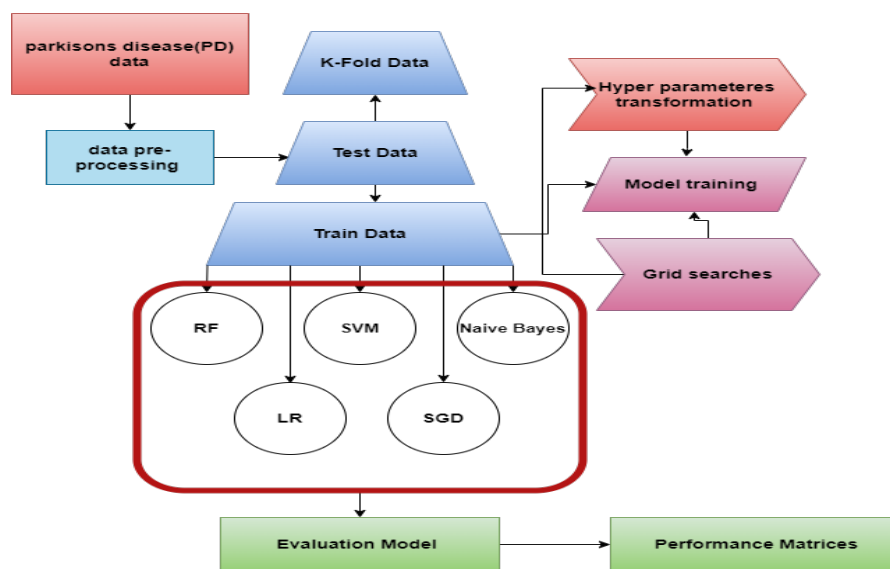 parkisons disease(PD)
data
K-Fold Data
Hyper parameteres
transformation
data pre-
processing
Test Data
Model training
Train Data
Grid searches
RF
SVM
Naive Bayes
LR
SGD
Evaluation Model
Performance Matrices